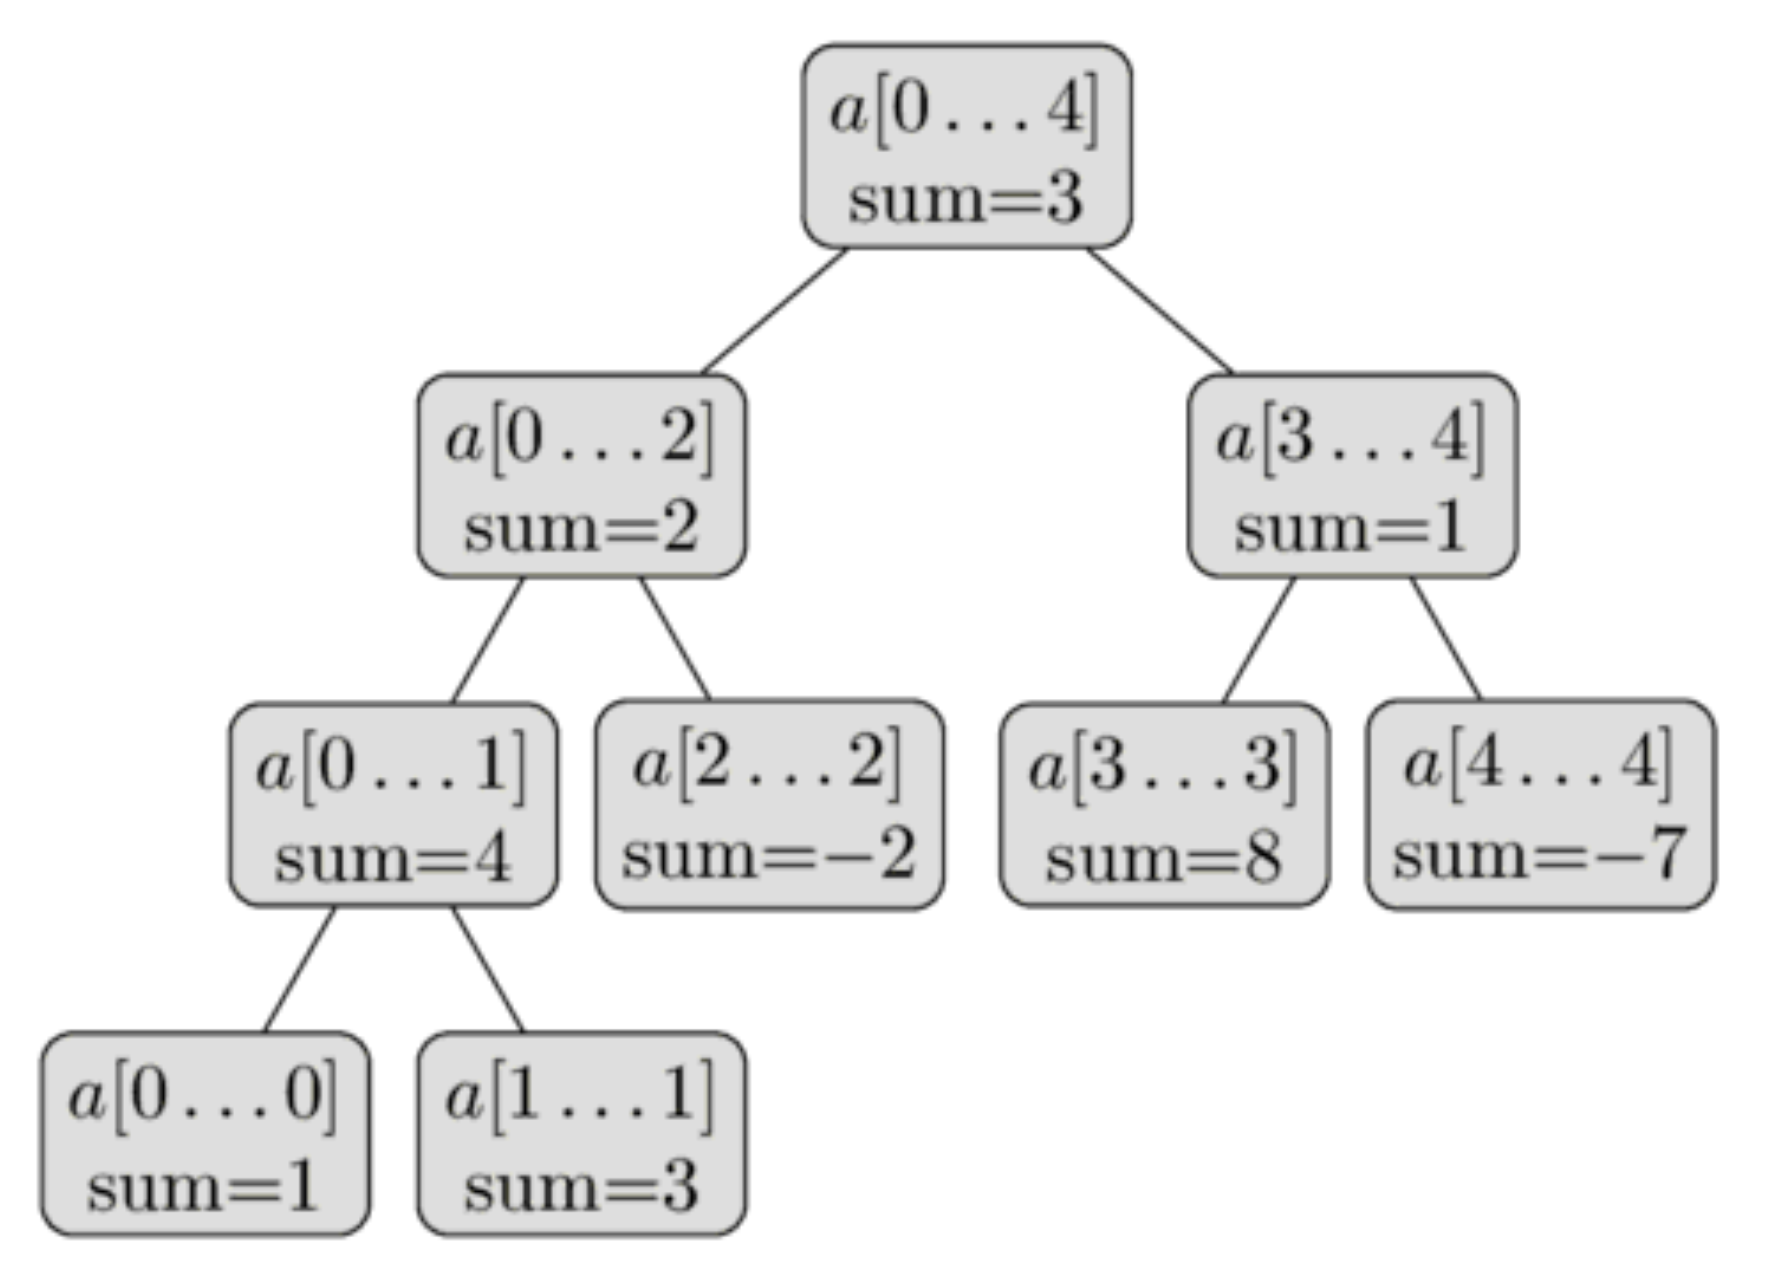 a[0...4]
sum=3
a[0...2]
sum=2
a[3...4]
sum=1
a[0...1]
sum=4
a[2...2]
sum=−2
a[3...3]
sum=8
a[4...4]
sum=−7
a[0...0]
sum=1
a[1...1]
sum=3